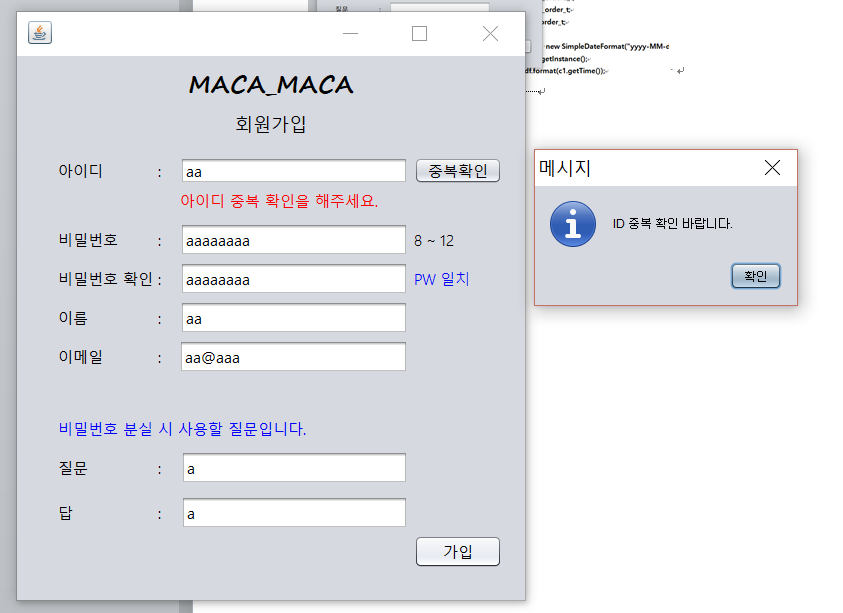 질문 :
_order_t;
order_t;
new SimpleDateFormat("yyyy-MM-d
getInstance();
df.format(c1.getTime());
MACA_MACA
회원가입
아이디 : aa 중복확인
아이디 중복 확인을 해주세요.
비밀번호 : aaaaaaaa 8 ~ 12
비밀번호 확인 : aaaaaaaa PW 일치
이름 : aa
이메일 : aa@aaa
비밀번호 분실 시 사용할 질문입니다.
질문 : a
답 : a
가입
메시지
ID 중복 확인 바랍니다.
확인